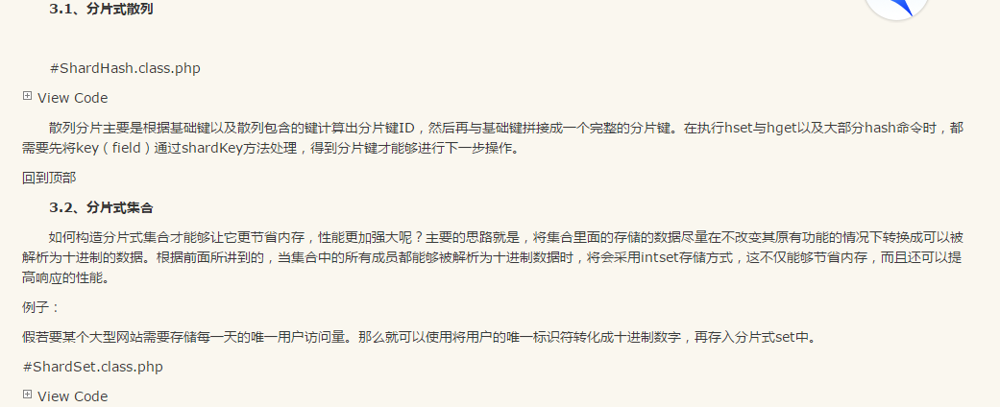 3.1、分片式散列
#ShardHash.class.php
View Code
散列分片主要是根据基础键以及散列包含的键计算出分片键ID，然后再与基础键拼接成一个完整的分片键。在执行hset与hget以及大部分hash命令时，都
需要先将key（field）通过shardKey方法处理，得到分片键才能够进行下一步操作。
回到顶部
3.2、分片式集合
如何构造分片式集合才能够让它更节省内存，性能更加强大呢？主要的思路就是，将集合里面的存储的数据尽量在不改变其原有功能的情况下转换成可以被
解析为十进制的数据。根据前面所讲到的，当集合中的所有成员都能够被解析为十进制数据时，将会采用intset存储方式，这不仅能够节省内存，而且还可以提
高响应的性能。
例子：
假若要某个大型网站需要存储每一天的唯一用户访问量。那么就可以使用将用户的唯一标识符转化成十进制数字，再存入分片式set中。
#ShardSet.class.php
View Code